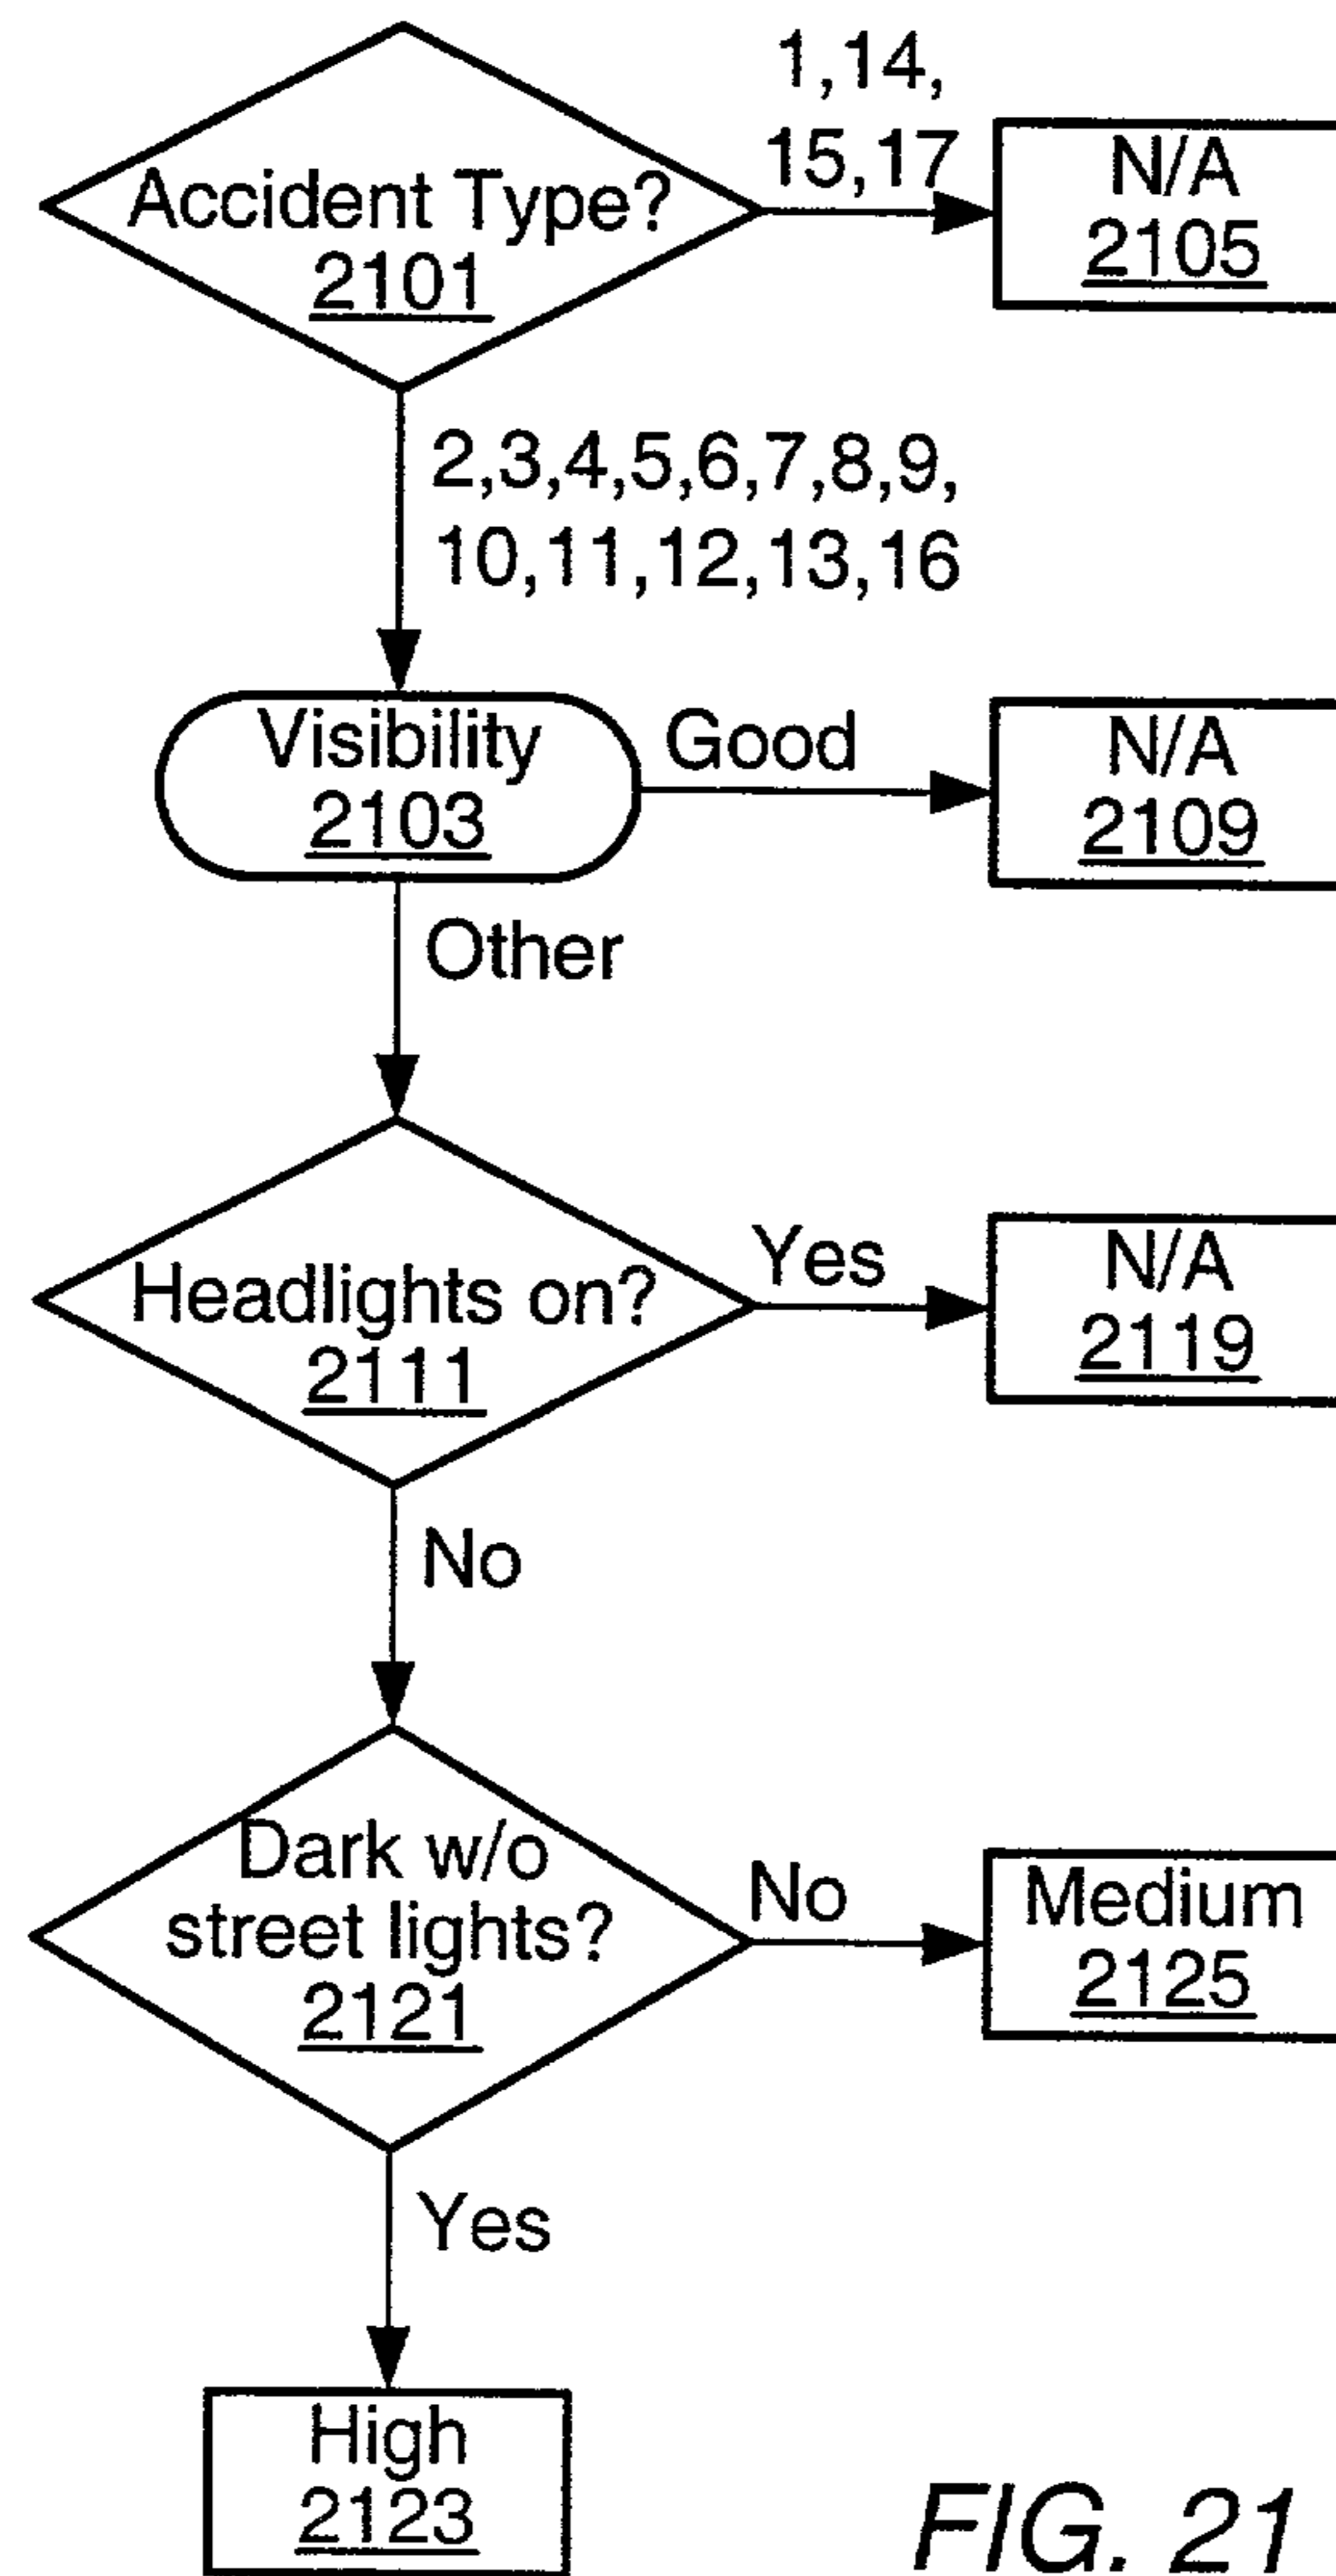 Accident Type?
2101
1,14,
15,17
N/A
2105
2,3,4,5,6,7,8,9,
10,11,12,13,16
Visibility
2103
Good
N/A
2109
Other
Headlights on?
2111
Yes
N/A
2119
No
Dark w/o
street lights?
2121
No
Medium
2125
Yes
High
2123
FIG. 21